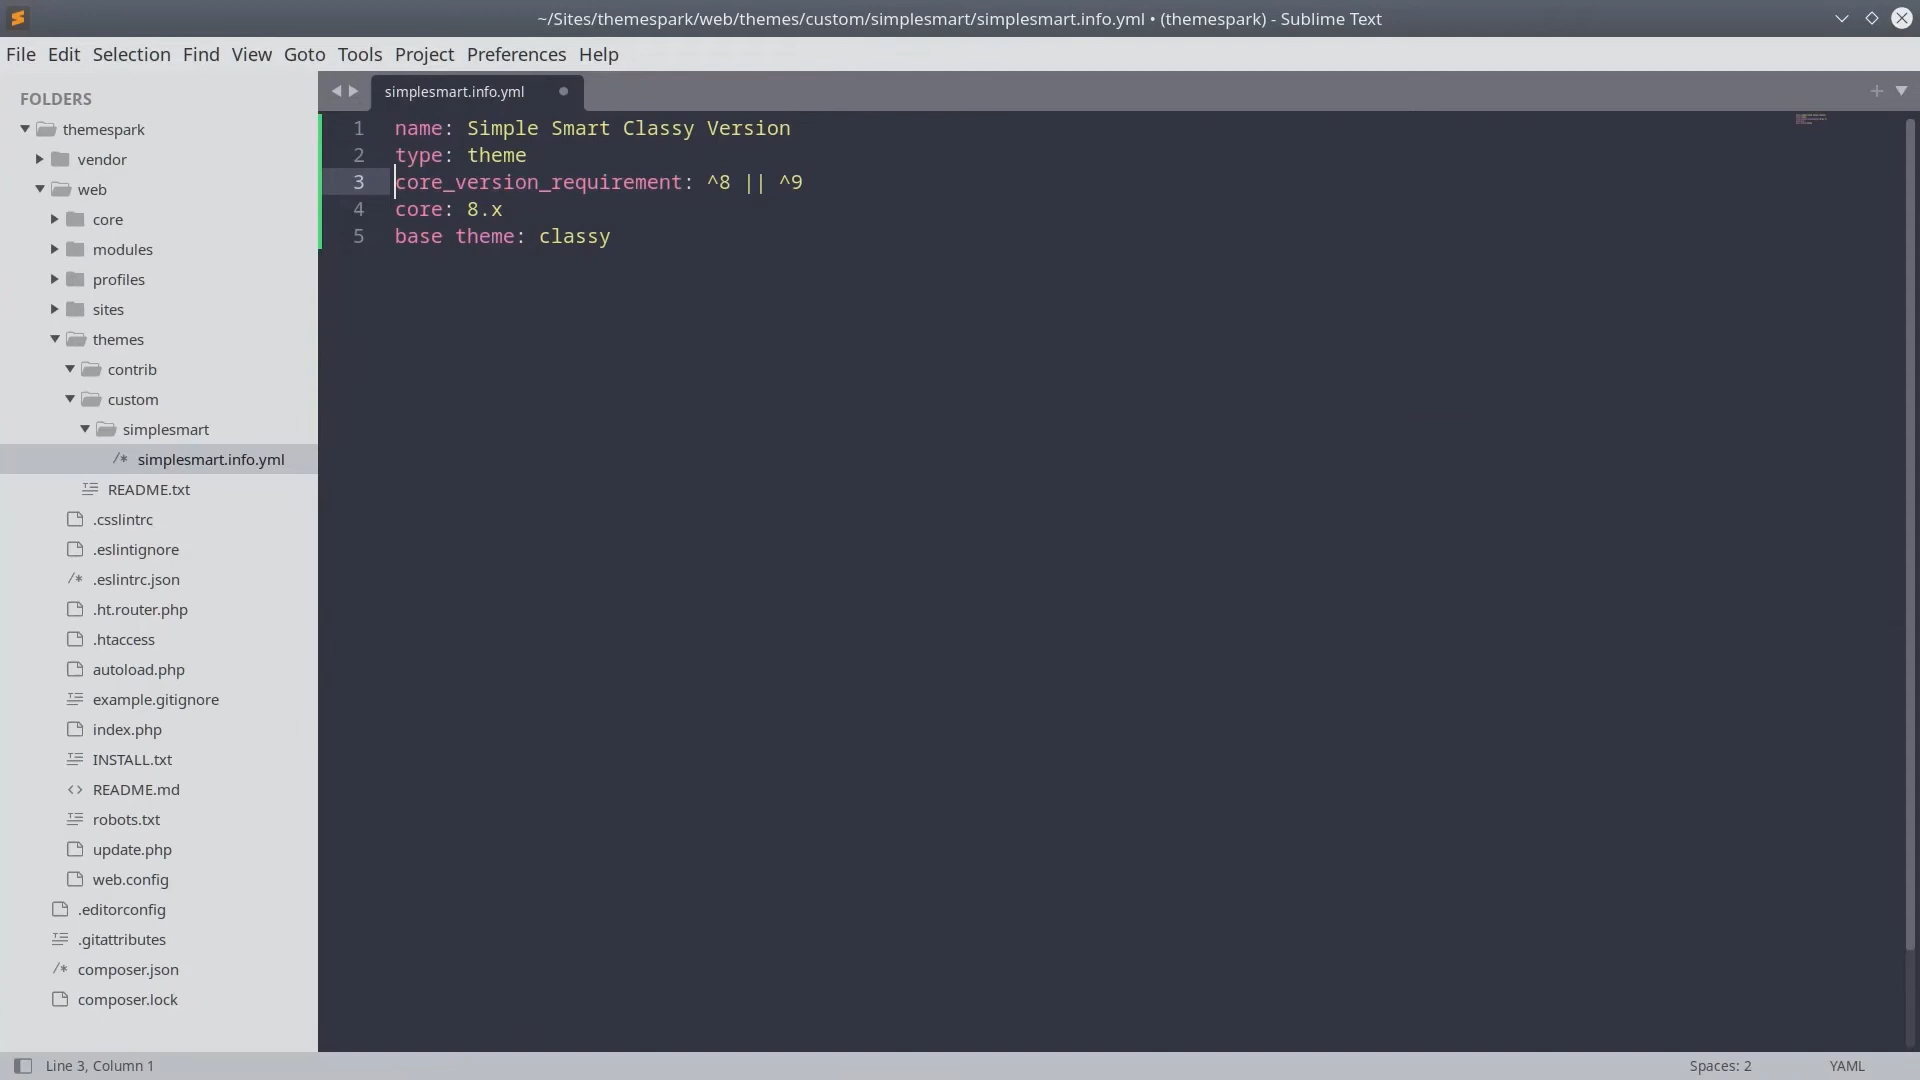 ~/Sites/themespark/web/themes/custom/simplesmart/simplesmart.info.yml • (themespark) - Sublime Text
File Edit Selection Find View Goto Tools Project Preferences Help
FOLDERS
themespark
vendor
web
core
modules
profiles
sites
themes
contrib
custom
simplesmart
/* simplesmart.info.yml
README.txt
.csslintrc
.eslintignore
/* .eslintrc.json
.ht.router.php
.htaccess
autoload.php
example.gitignore
index.php
INSTALL.txt
<> README.md
robots.txt
update.php
web.config
.editorconfig
.gitattributes
/* composer.json
composer.lock
simplesmart.info.yml
1 name: Simple Smart Classy Version
2 type: theme
3 core_version_requirement: ^8 || ^9
4 core: 8.x
5 base theme: classy
Line 3, Column 1
Spaces: 2
YAML